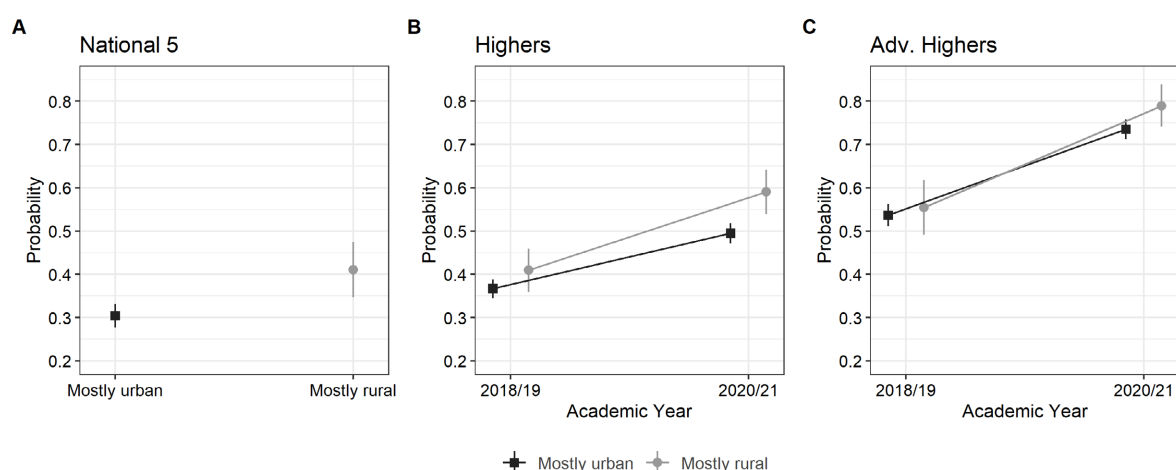 A
National 5
Probability
0.8
0.7
0.6
0.5
0.4
0.3
0.2
Mostly urban
Mostly rural
B
Highers
Probability
0.8
0.7
0.6
0.5
0.4
0.3
0.2
2018/19
2020/21
Academic Year
C
Adv. Highers
Probability
0.8
0.7
0.6
0.5
0.4
0.3
0.2
2018/19
2020/21
Academic Year
Mostly urban Mostly rural